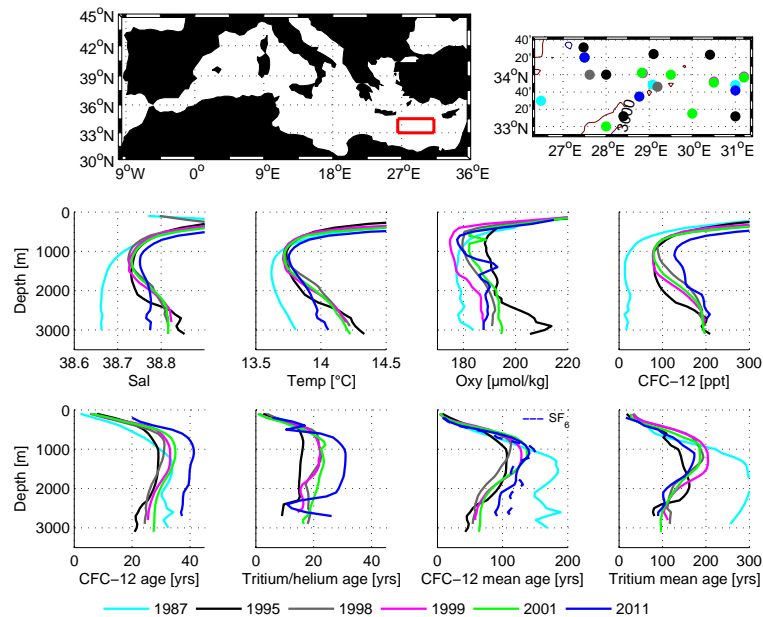 45°N
42°N
39°N
36°N
33°N
30°N
9°W 0° 9°E 18°E 27°E 36°E
40'
20'
34°N
40'
20'
33°N
27°E 28°E 29°E 30°E 31°E
0
1000
2000
3000
Depth [m]
38.6 38.7 38.8
Sal
13.5 14 14.5
Temp [°C]
180 200 220
Oxy [µmol/kg]
0 100 200 300
CFC-12 [ppt]
0
1000
2000
3000
Depth [m]
0 20 40
CFC-12 age [yrs]
0 20 40
Tritium/helium age [yrs]
SF6
0 100 200
CFC-12 mean age [yrs]
0 100 200 300
Tritium mean age [yrs]
1987 1995 1998 1999 2001 2011